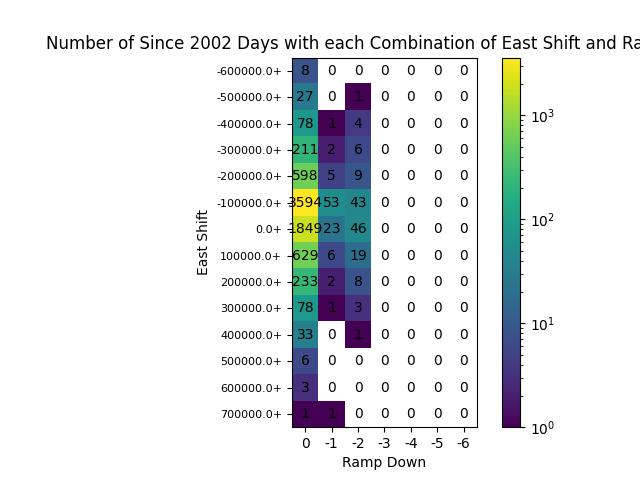 Number of Since 2002 Days with each Combination of East Shift and Ra
-600000.0+ 8 0 0 0 0 0 0
-500000.0+ 27 0 1 0 0 0 0
-400000.0+ 78 1 4 0 0 0 0
-300000.0+ 211 2 6 0 0 0 0
-200000.0+ 598 5 9 0 0 0 0
-100000.0+ 3594 53 43 0 0 0 0
0.0+ 1849 23 46 0 0 0 0
100000.0+ 629 6 19 0 0 0 0
200000.0+ 233 2 8 0 0 0 0
300000.0+ 78 1 3 0 0 0 0
400000.0+ 33 0 1 0 0 0 0
500000.0+ 6 0 0 0 0 0 0
600000.0+ 3 0 0 0 0 0 0
700000.0+ 1 1 0 0 0 0 0
0 -1 -2 -3 -4 -5 -6
Ramp Down
East Shift
10³
10²
10¹
10⁰